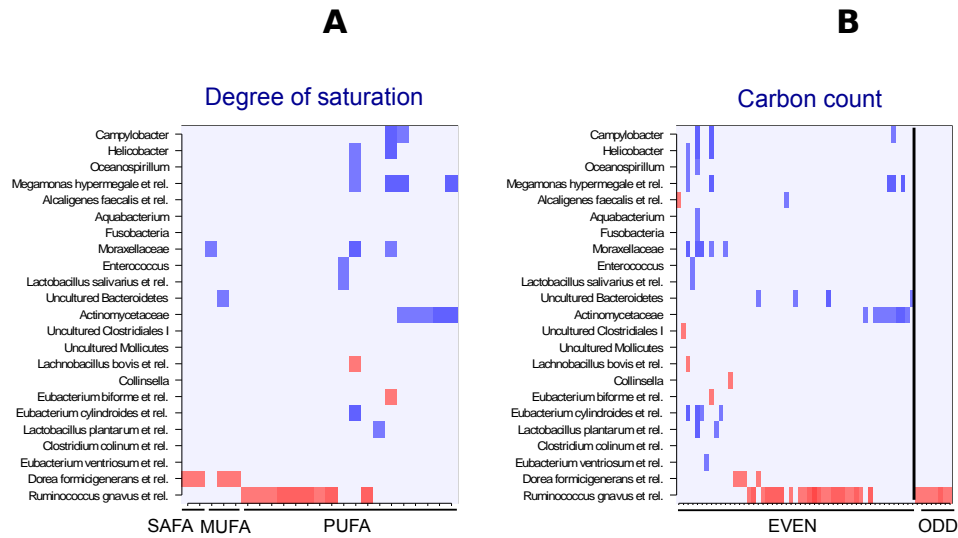 A
B
Degree of saturation
Carbon count
Campylobacter
Helicobacter
Oceanospirillum
Megamonas hypermegale et rel.
Alcaligenes faecalis et rel.
Aquabacterium
Fusobacteria
Moraxellaceae
Enterococcus
Lactobacillus salivarius et rel.
Uncultured Bacteroidetes
Actinomycetaceae
Uncultured Clostridiales I
Uncultured Mollicutes
Lachnobacillus bovis et rel.
Collinsella
Eubacterium biforme et rel.
Eubacterium cylindroides et rel.
Lactobacillus plantarum et rel.
Clostridium colinum et rel.
Eubacterium ventriosum et rel.
Dorea formicigenerans et rel.
Ruminococcus gnavus et rel.
SAFA MUFA PUFA
Campylobacter
Helicobacter
Oceanospirillum
Megamonas hypermegale et rel.
Alcaligenes faecalis et rel.
Aquabacterium
Fusobacteria
Moraxellaceae
Enterococcus
Lactobacillus salivarius et rel.
Uncultured Bacteroidetes
Actinomycetaceae
Uncultured Clostridiales I
Uncultured Mollicutes
Lachnobacillus bovis et rel.
Collinsella
Eubacterium biforme et rel.
Eubacterium cylindroides et rel.
Lactobacillus plantarum et rel.
Clostridium colinum et rel.
Eubacterium ventriosum et rel.
Dorea formicigenerans et rel.
Ruminococcus gnavus et rel.
EVEN ODD